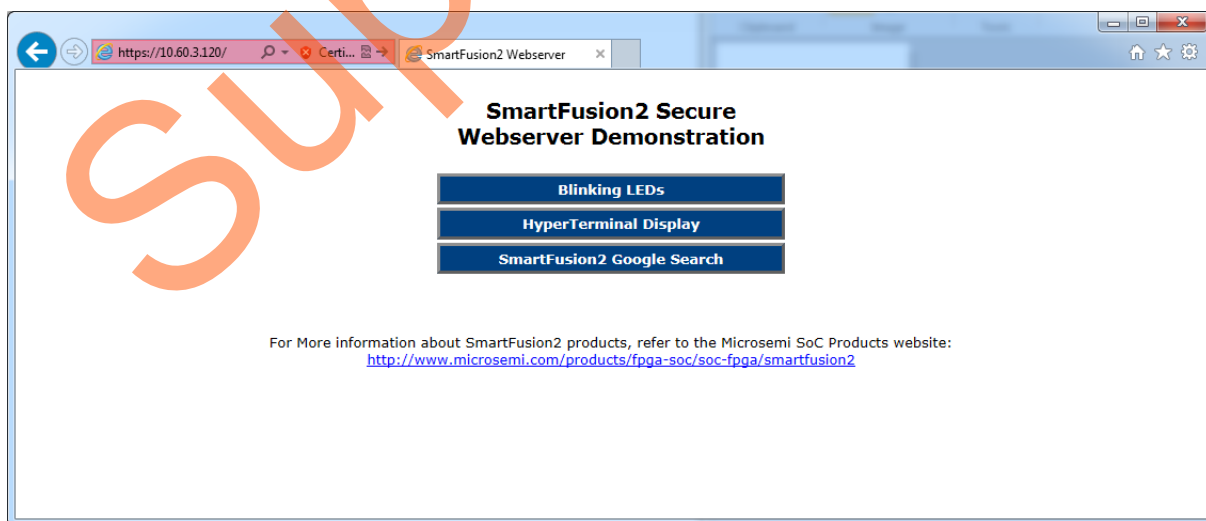 https://10.60.3.120/
Certi...
SmartFusion2 Webserver
SmartFusion2 Secure
Webserver Demonstration
Blinking LEDs
HyperTerminal Display
SmartFusion2 Google Search
For More information about SmartFusion2 products, refer to the Microsemi SoC Products website:
http://www.microsemi.com/products/fpga-soc/soc-fpga/smartfusion2
Sup